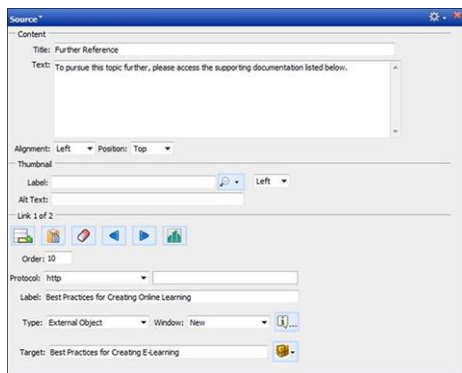 Source*
Content
Title: Further Reference
Text: To pursue this topic further, please access the supporting documentation listed below.
Alignment: Left Position: Top
Thumbnail
Label: Left
Alt Text:
Link 1 of 2
Order: 10
Protocol: http
Label: Best Practices for Creating Online Learning
Type: External Object Window: New
Target: Best Practices for Creating E-Learning